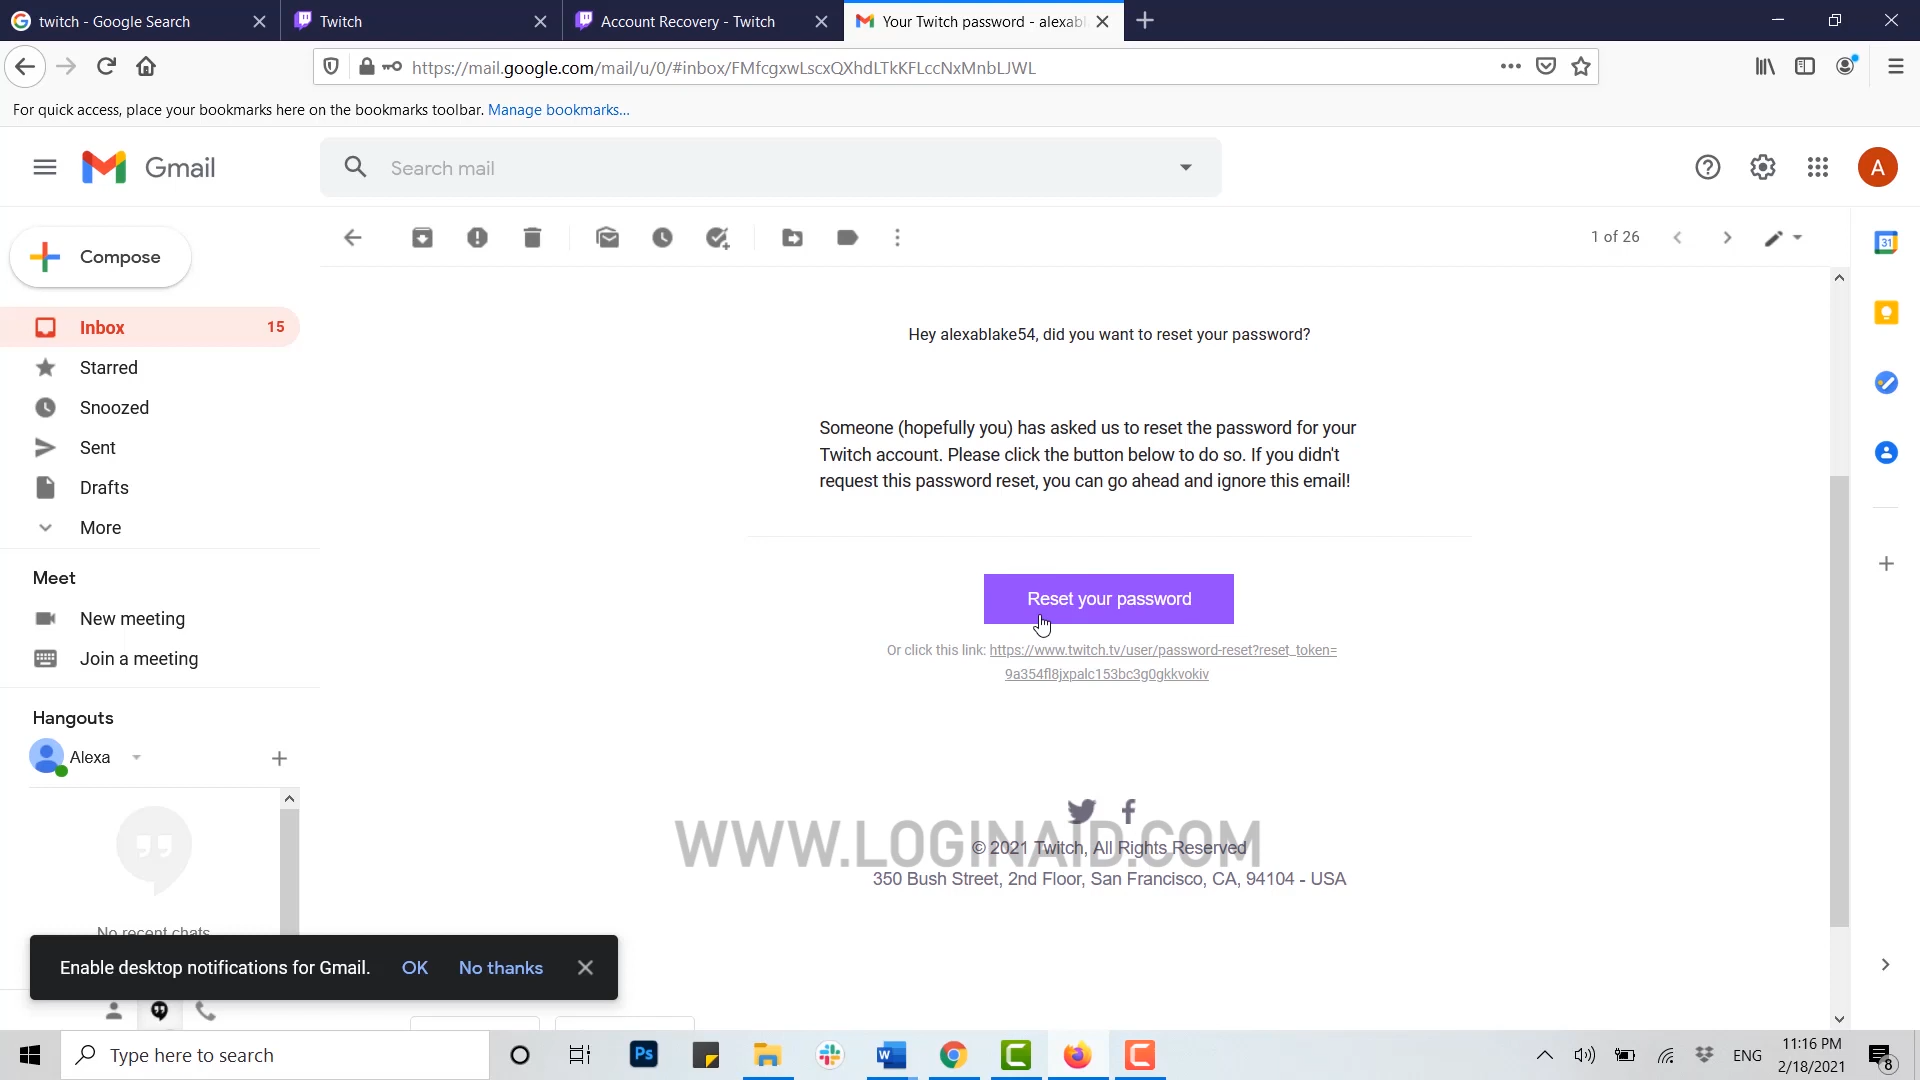 twitch - Google Search
Twitch
Account Recovery - Twitch
Your Twitch password - alexabl
https://mail.google.com/mail/u/0/#inbox/FMfcgxwLscxQXhdLTkKFLccNxMnbLJWL
For quick access, place your bookmarks here on the bookmarks toolbar. Manage bookmarks...
Gmail
Search mail
A
Compose
1 of 26
31
Inbox 15
Starred
Snoozed
Sent
Drafts
More
Meet
New meeting
Join a meeting
Hangouts
Alexa
No recent chats
Hey alexablake54, did you want to reset your password?
Someone (hopefully you) has asked us to reset the password for your
Twitch account. Please click the button below to do so. If you didn't
request this password reset, you can go ahead and ignore this email!
Reset your password
Or click this link: https://www.twitch.tv/user/password-reset?reset_token=
9a354fl8jxpalc153bc3g0gkkvokiv
WWW.LOGINAID.COM
© 2021 Twitch, All Rights Reserved
350 Bush Street, 2nd Floor, San Francisco, CA, 94104 - USA
Enable desktop notifications for Gmail. OK No thanks
Type here to search
Ps
W
C
C
ENG
11:16 PM
2/18/2021
8